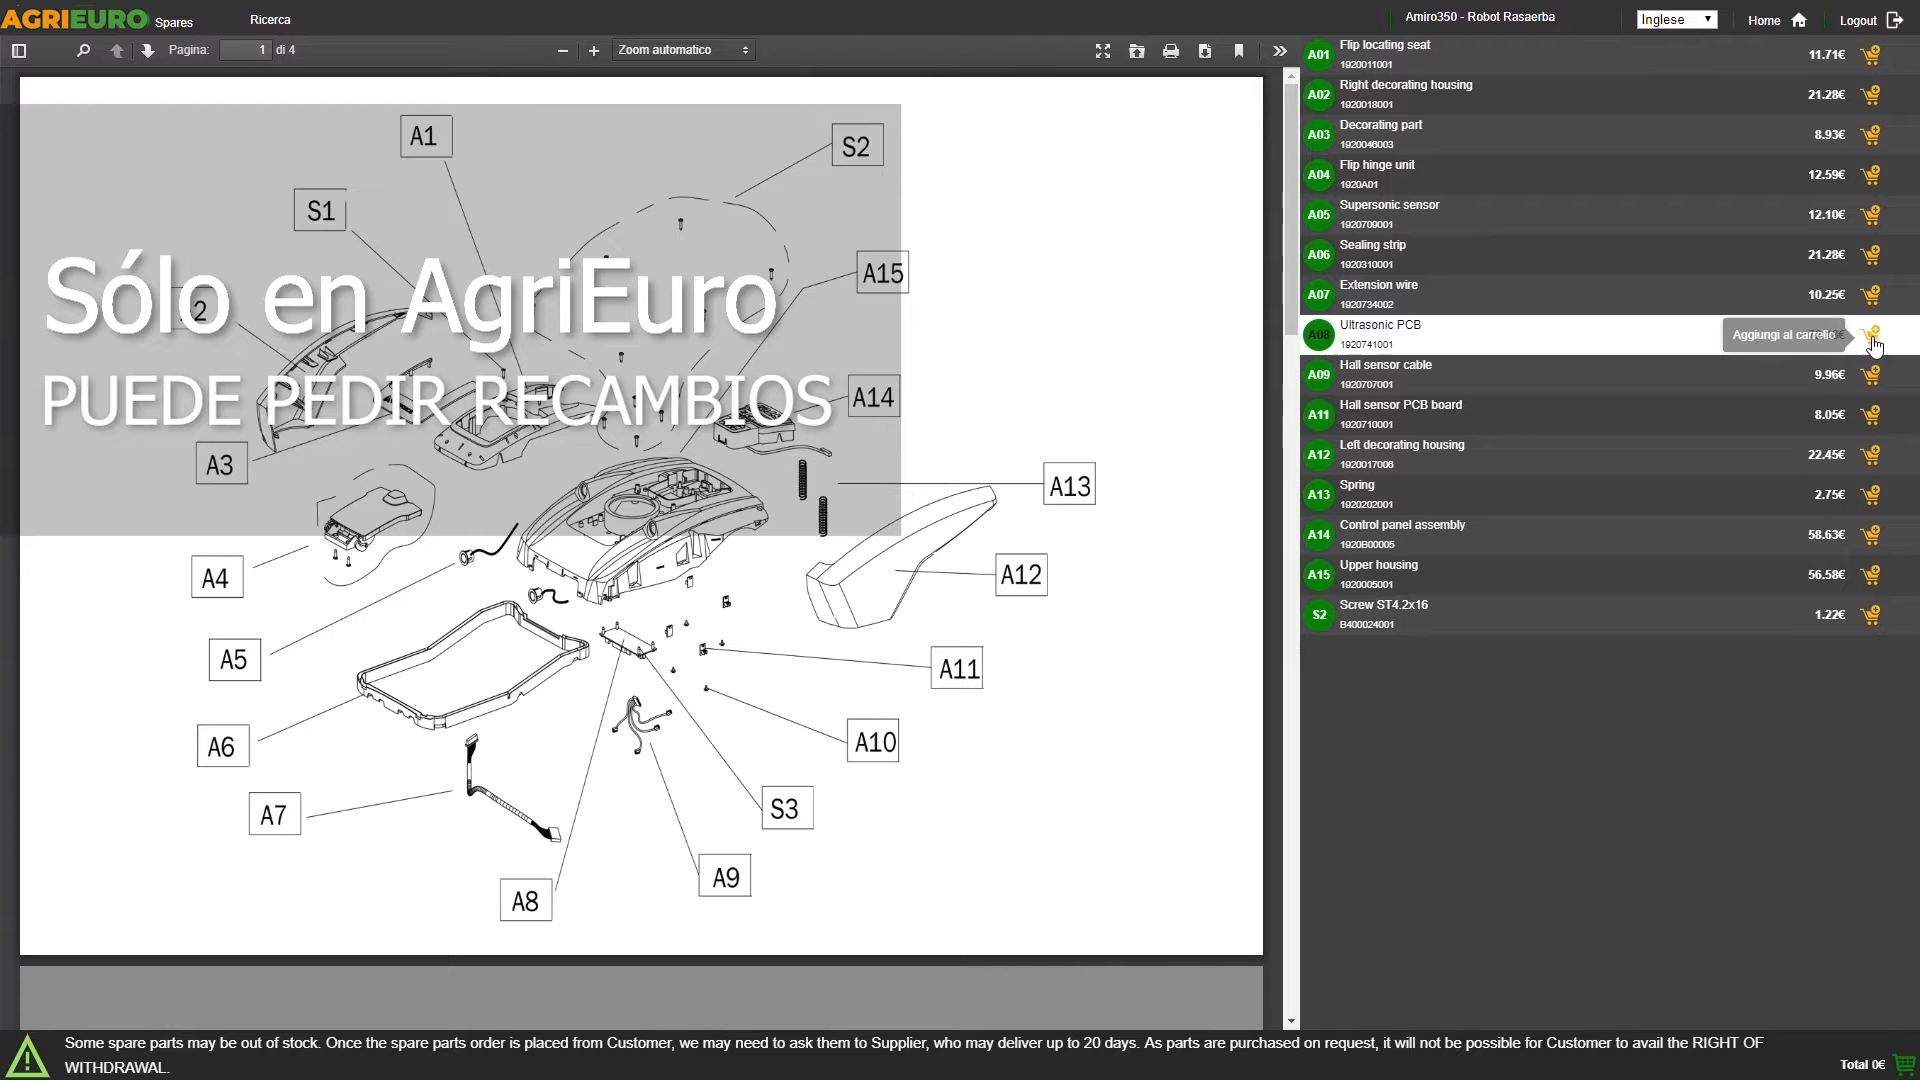 AGRIEURO Spares
Ricerca
Amiro350 - Robot Rasaerba
Inglese
Home
Logout
Pagina: 1 di 4
Zoom automatico
A1
S2
S1
A15
Sólo en AgriEuro
PUEDE PEDIR RECAMBIOS
A14
A3
A13
A4
A12
A5
A11
A6
A10
A7
S3
A9
A8
A01 Flip locating seat 11.71€
1920011001
A02 Right decorating housing 21.28€
1920018001
A03 Decorating part 8.93€
1920046003
A04 Flip hinge unit 12.59€
1920A01
A05 Supersonic sensor 12.10€
1920709001
A06 Sealing strip 21.28€
1920310001
A07 Extension wire 10.25€
1920734002
A08 Ultrasonic PCB Aggiungi al carrello
1920741001
A09 Hall sensor cable 9.96€
1920707001
A11 Hall sensor PCB board 8.05€
1920710001
A12 Left decorating housing 22.45€
1920017006
A13 Spring 2.75€
1920202001
A14 Control panel assembly 58.63€
1920B00005
A15 Upper housing 56.58€
1920005001
S2 Screw ST4.2x16 1.22€
B400024001
Some spare parts may be out of stock. Once the spare parts order is placed from Customer, we may need to ask them to Supplier, who may deliver up to 20 days. As parts are purchased on request, it will not be possible for Customer to avail the RIGHT OF
WITHDRAWAL.
Total 0€